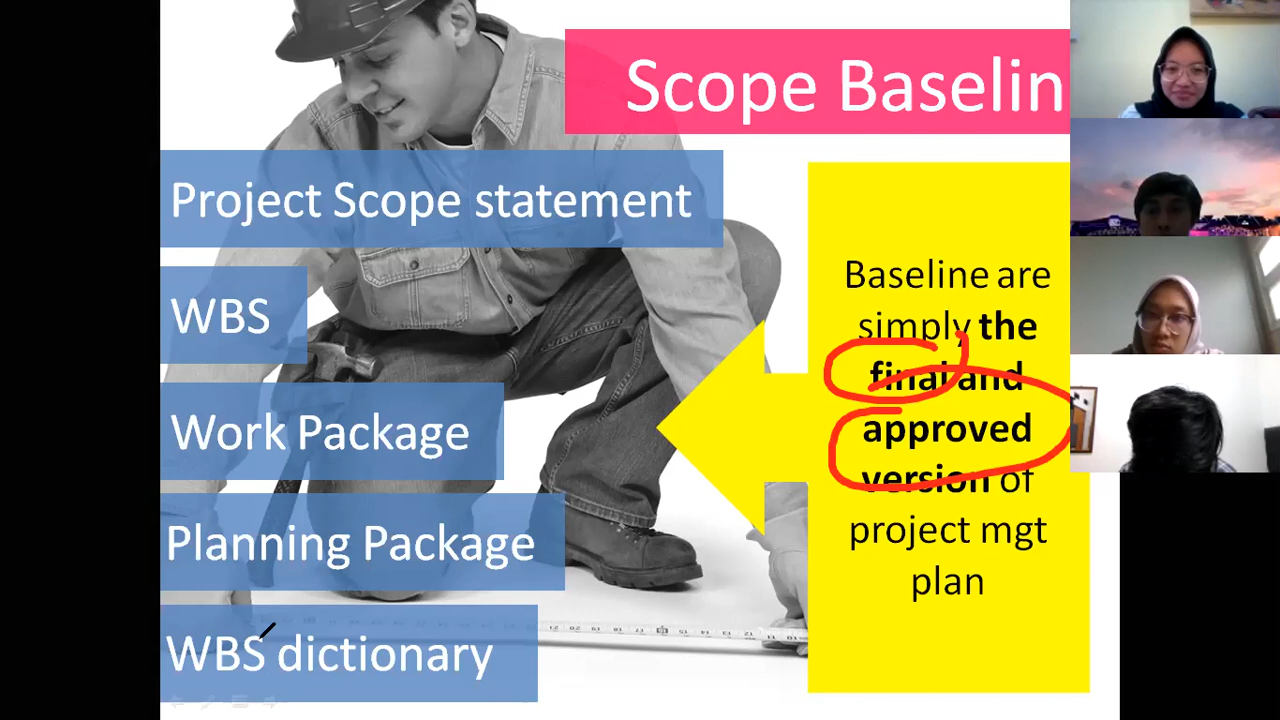 Scope Baselin
Project Scope statement
WBS
Work Package
Planning Package
WBS dictionary
Baseline are
simply the
final and
approved
version of
project mgt
plan